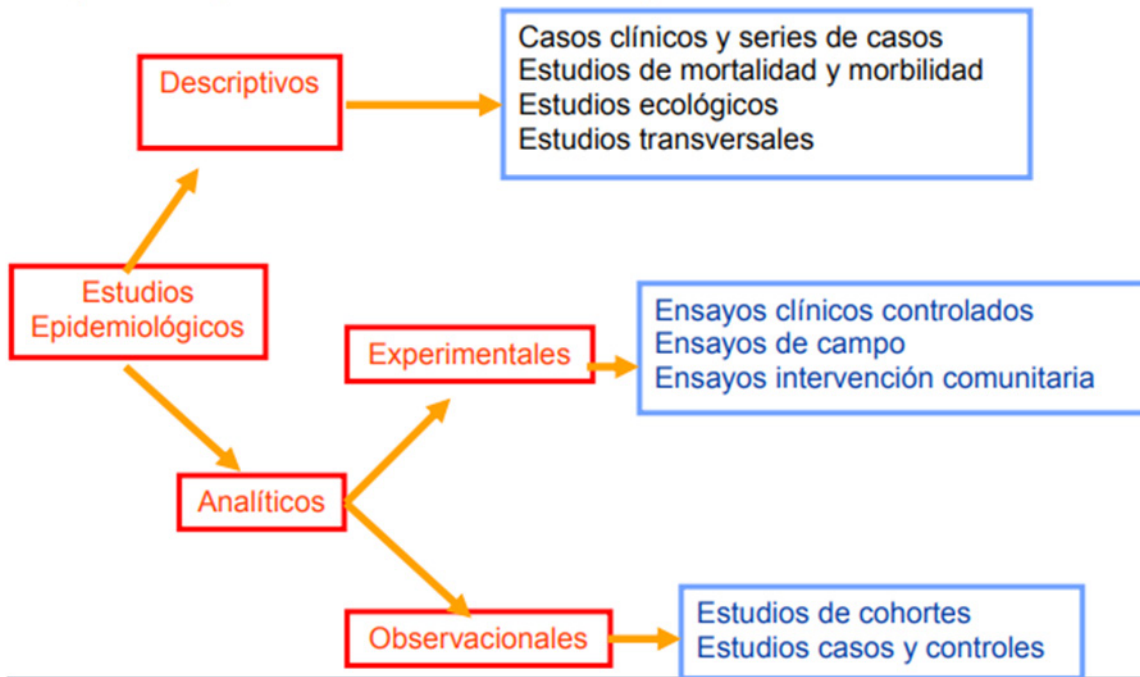 Descriptivos
Casos clínicos y series de casos
Estudios de mortalidad y morbilidad
Estudios ecológicos
Estudios transversales
Estudios
Epidemiológicos
Experimentales
Ensayos clínicos controlados
Ensayos de campo
Ensayos intervención comunitaria
Analíticos
Observacionales
Estudios de cohortes
Estudios casos y controles